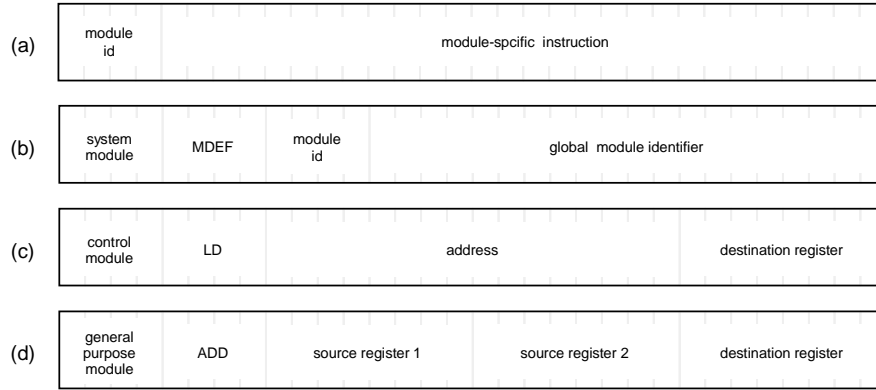 (a)
module
id
module-spcific instruction
(b)
system
module
MDEF
module
id
global module identifier
(c)
control
module
LD
address
destination register
(d)
general
purpose
module
ADD
source register 1
source register 2
destination register